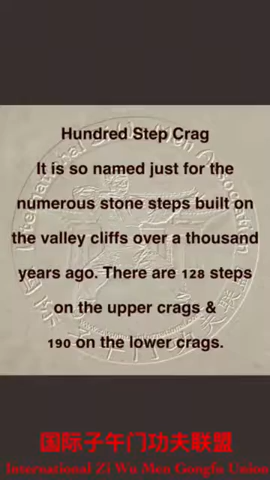 Hundred Step Crag
It is so named just for the
numerous stone steps built on
the valley cliffs over a thousand
years ago. There are 128 steps
on the upper crags &
190 on the lower crags.
国际子午门功夫联盟
International Zi Wu Men Gongfu Union